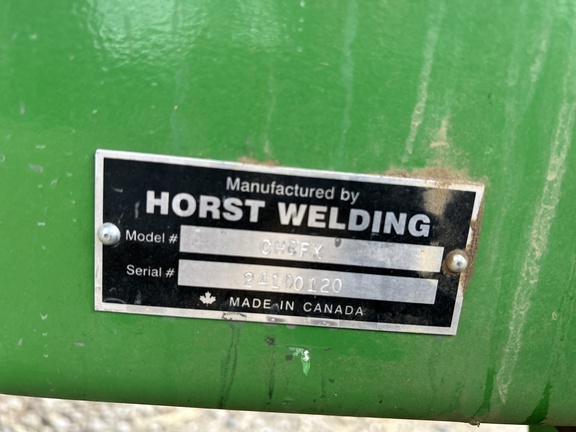 Manufactured by
HORST WELDING
Model #
Serial # 24100120
MADE IN CANADA